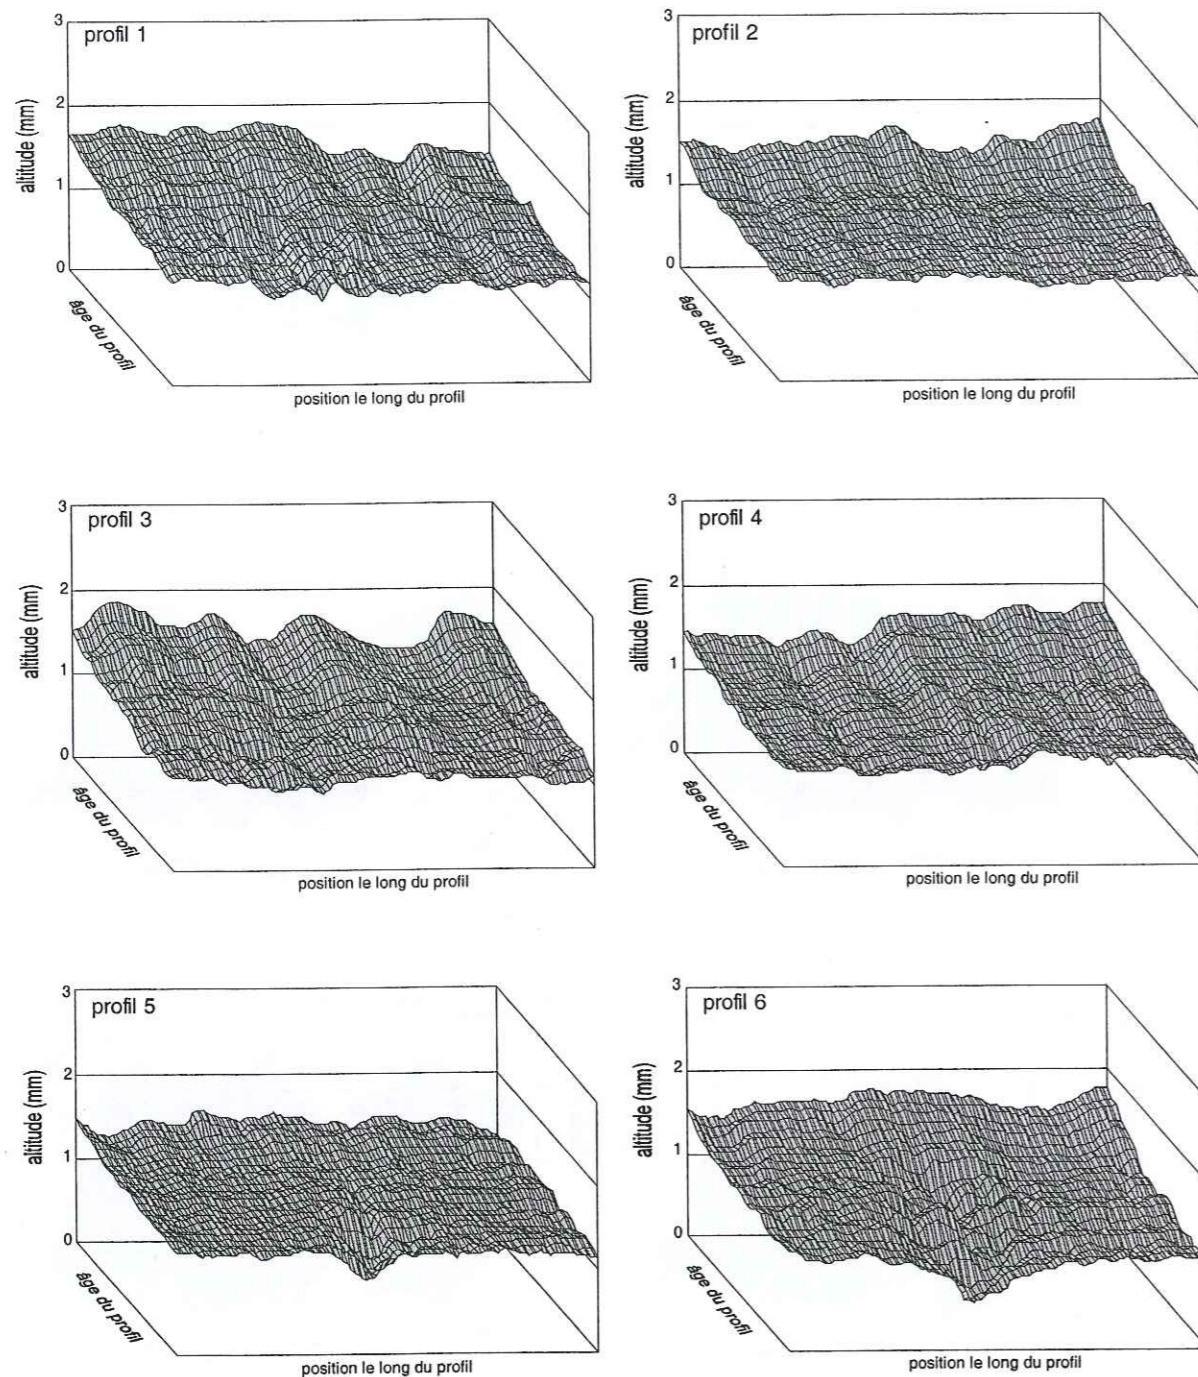 profil 1
3
2
1
0
altitude (mm)
âge du profil
position le long du profil
profil 2
3
2
1
0
altitude (mm)
âge du profil
position le long du profil
profil 3
3
2
1
0
altitude (mm)
âge du profil
position le long du profil
profil 4
3
2
1
0
altitude (mm)
âge du profil
position le long du profil
profil 5
3
2
1
0
altitude (mm)
âge du profil
position le long du profil
profil 6
3
2
1
0
altitude (mm)
âge du profil
position le long du profil